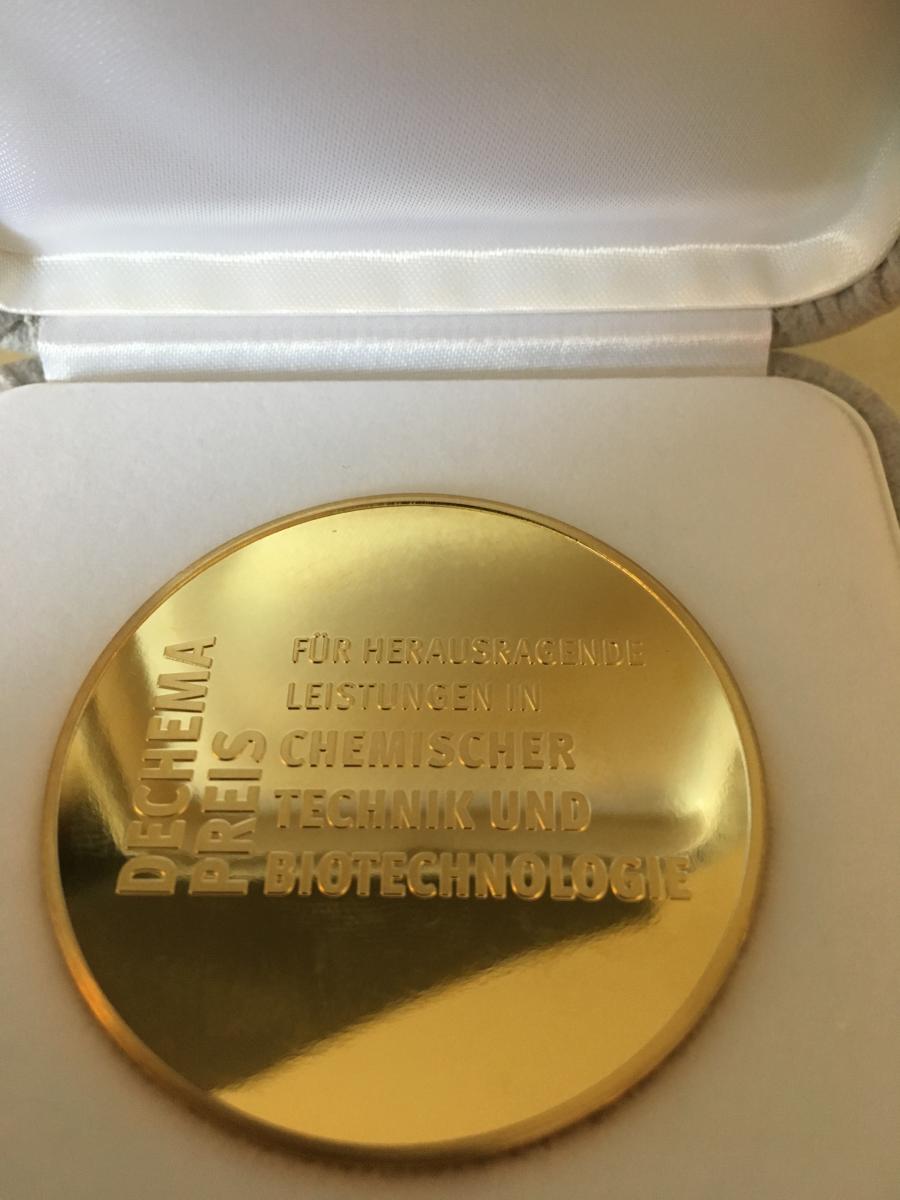 DECHEMA
PREIS
FÜR HERAUSRAGENDE
LEISTUNGEN IN
CHEMISCHER
TECHNIK UND
BIOTECHNOLOGIE